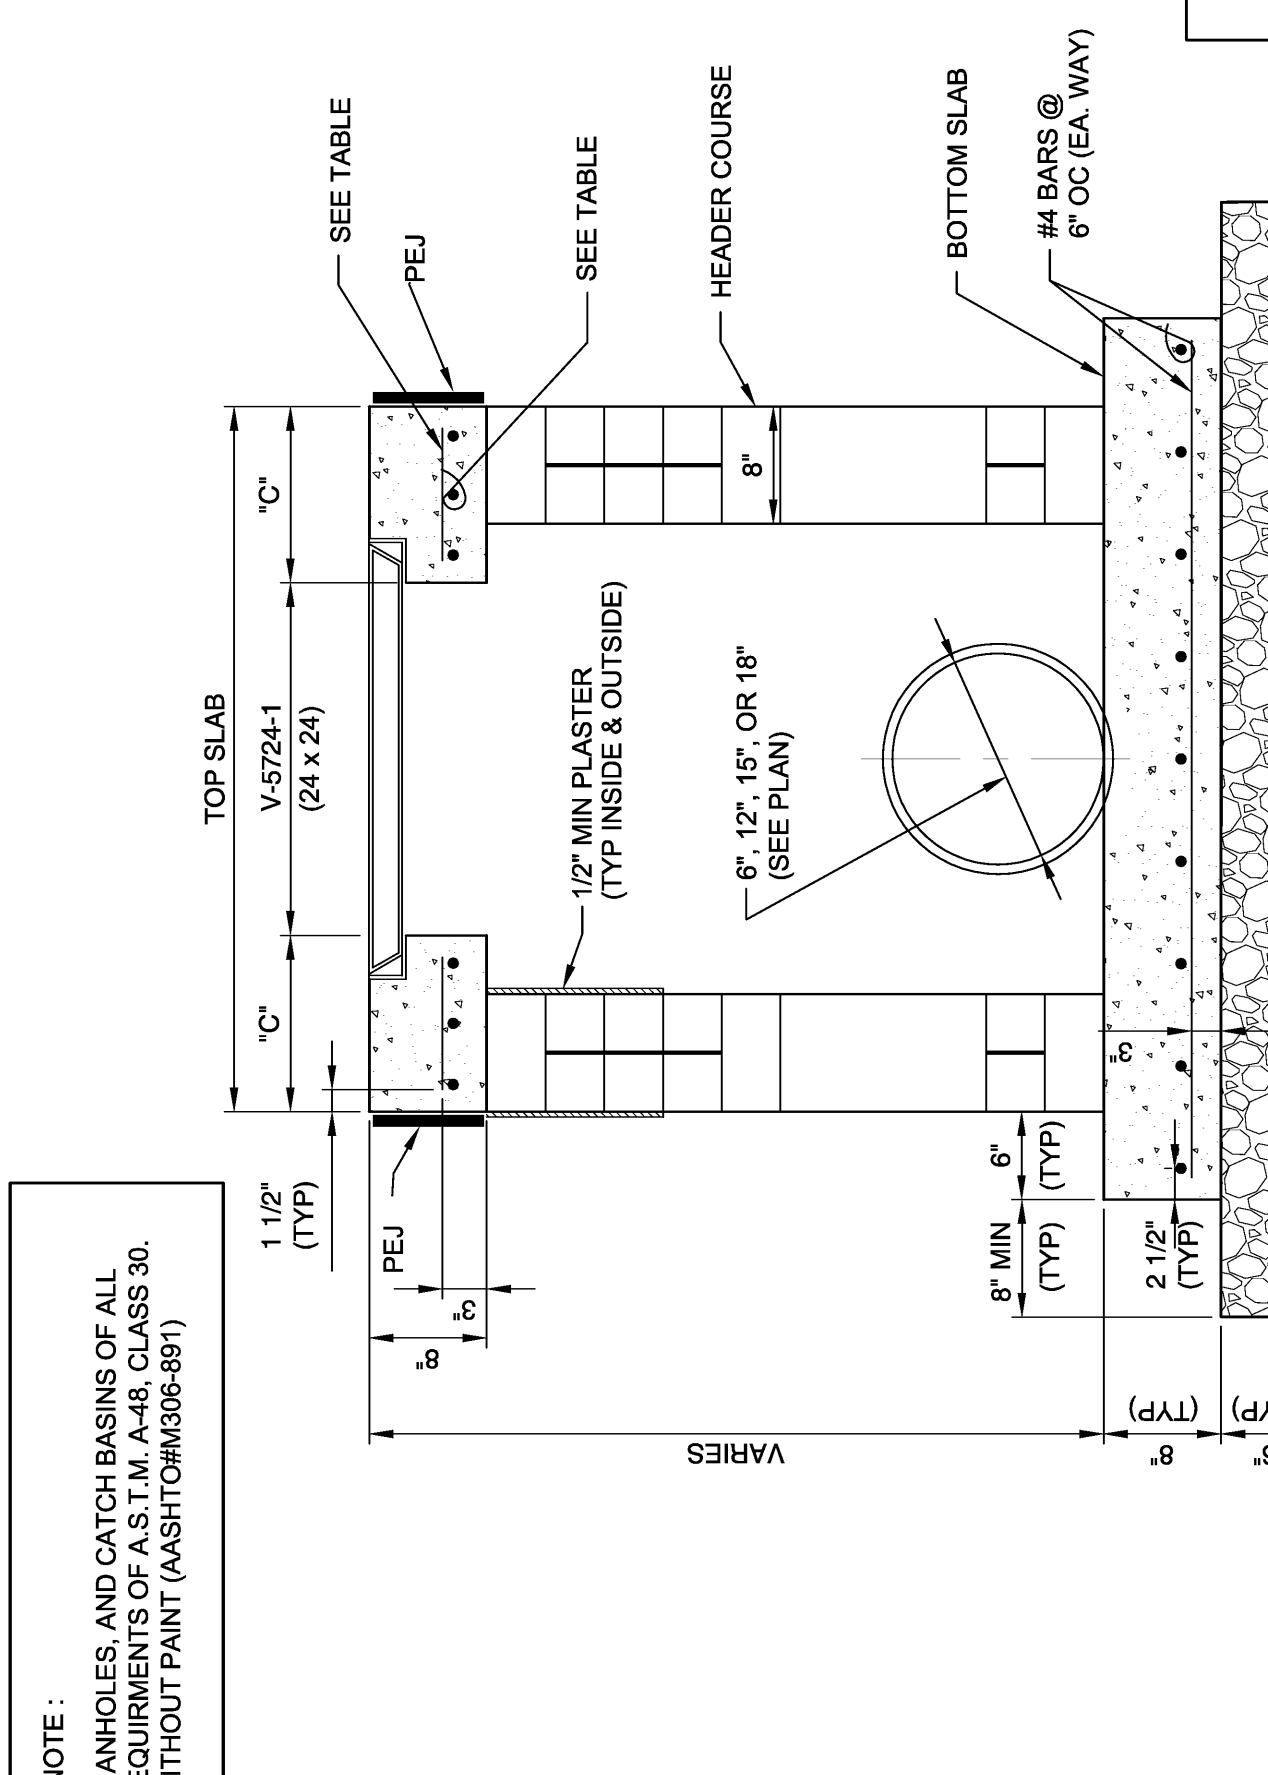 NOTE :
ANHOLES, AND CATCH BASINS OF ALL
EQUIRMENTS OF A.S.T.M. A-48, CLASS 30.
ITHOUT PAINT (AASHTO#M306-891)
TOP SLAB
"C"
V-5724-1
(24 x 24)
"C"
1 1/2"
(TYP)
SEE TABLE
PEJ
PEJ
SEE TABLE
3"
8"
1/2" MIN PLASTER
(TYP INSIDE & OUTSIDE)
HEADER COURSE
8"
6", 12", 15", OR 18"
(SEE PLAN)
VARIES
BOTTOM SLAB
#4 BARS @
6" OC (EA. WAY)
8" MIN
(TYP)
6"
(TYP)
3"
2 1/2"
(TYP)
8"
(TYP)